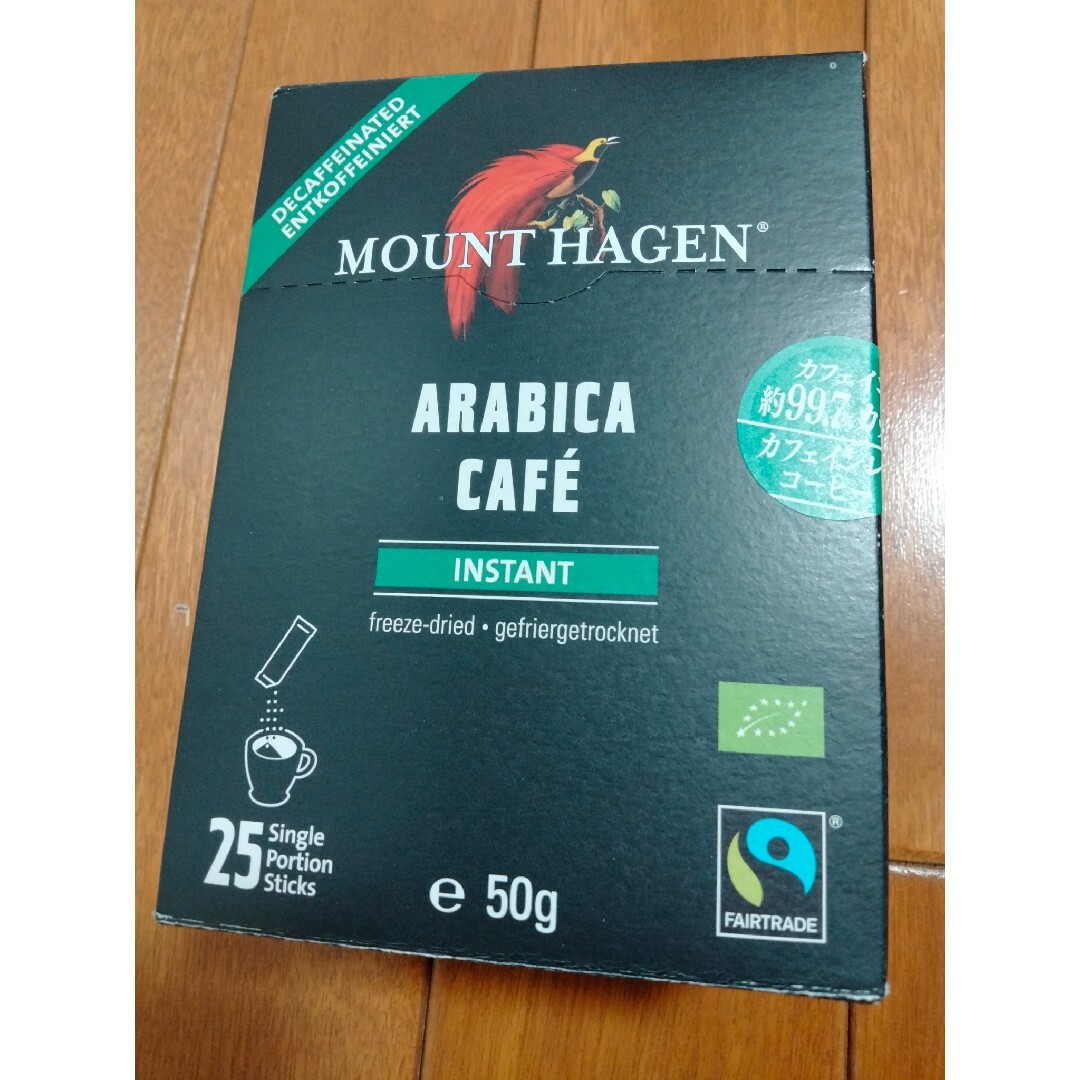 DECAFFEINATED
ENTKOFFEINIERT
MOUNT HAGEN®
ARABICA
CAFÉ
カフェイ
約99.7
カフェイン
コーヒー
INSTANT
freeze-dried • gefriergetrocknet
25 Single
Portion
Sticks
e 50g
®
FAIRTRADE